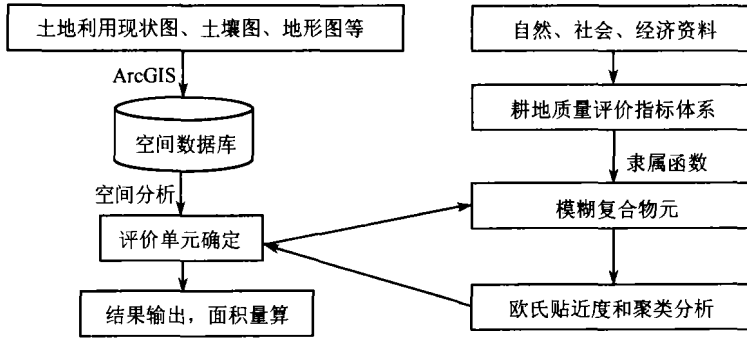 土地利用现状图、土壤图、地形图等
ArcGIS
空间数据库
空间分析
评价单元确定
结果输出，面积量算
自然、社会、经济资料
耕地质量评价指标体系
隶属函数
模糊复合物元
欧氏贴近度和聚类分析